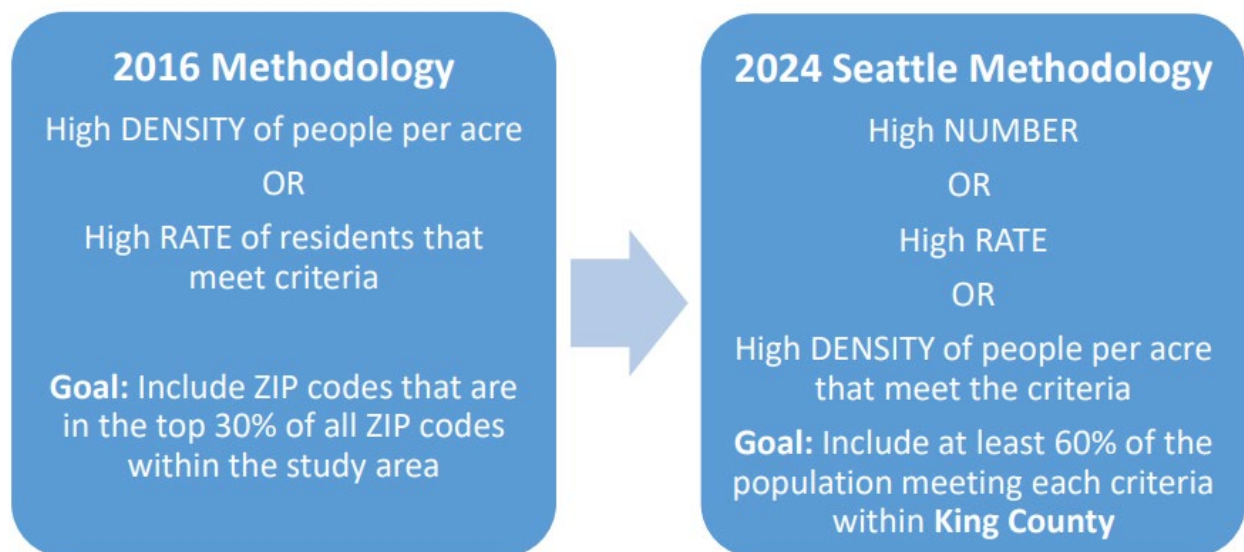 2016 Methodology
High DENSITY of people per acre
OR
High RATE of residents that
meet criteria
Goal: Include ZIP codes that are
in the top 30% of all ZIP codes
within the study area
2024 Seattle Methodology
High NUMBER
OR
High RATE
OR
High DENSITY of people per acre
that meet the criteria
Goal: Include at least 60% of the
population meeting each criteria
within King County